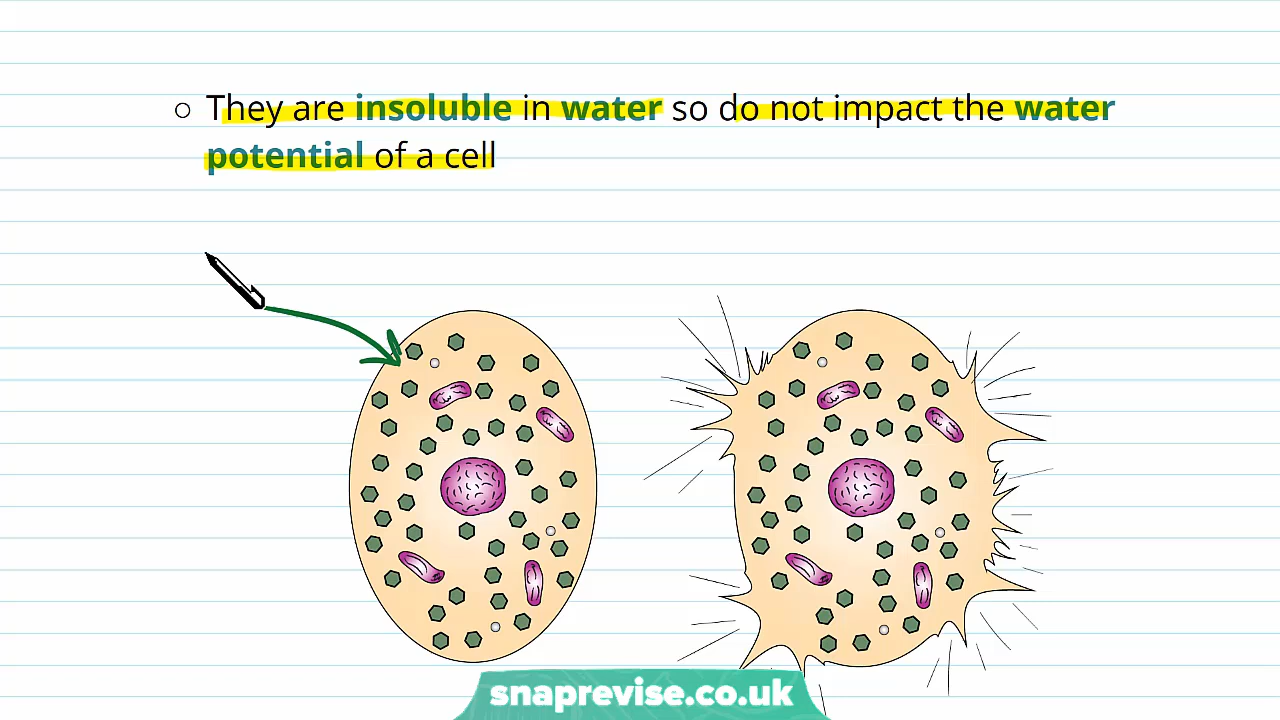 They are insoluble in water so do not impact the water
potential of a cell
snaprevise.co.uk